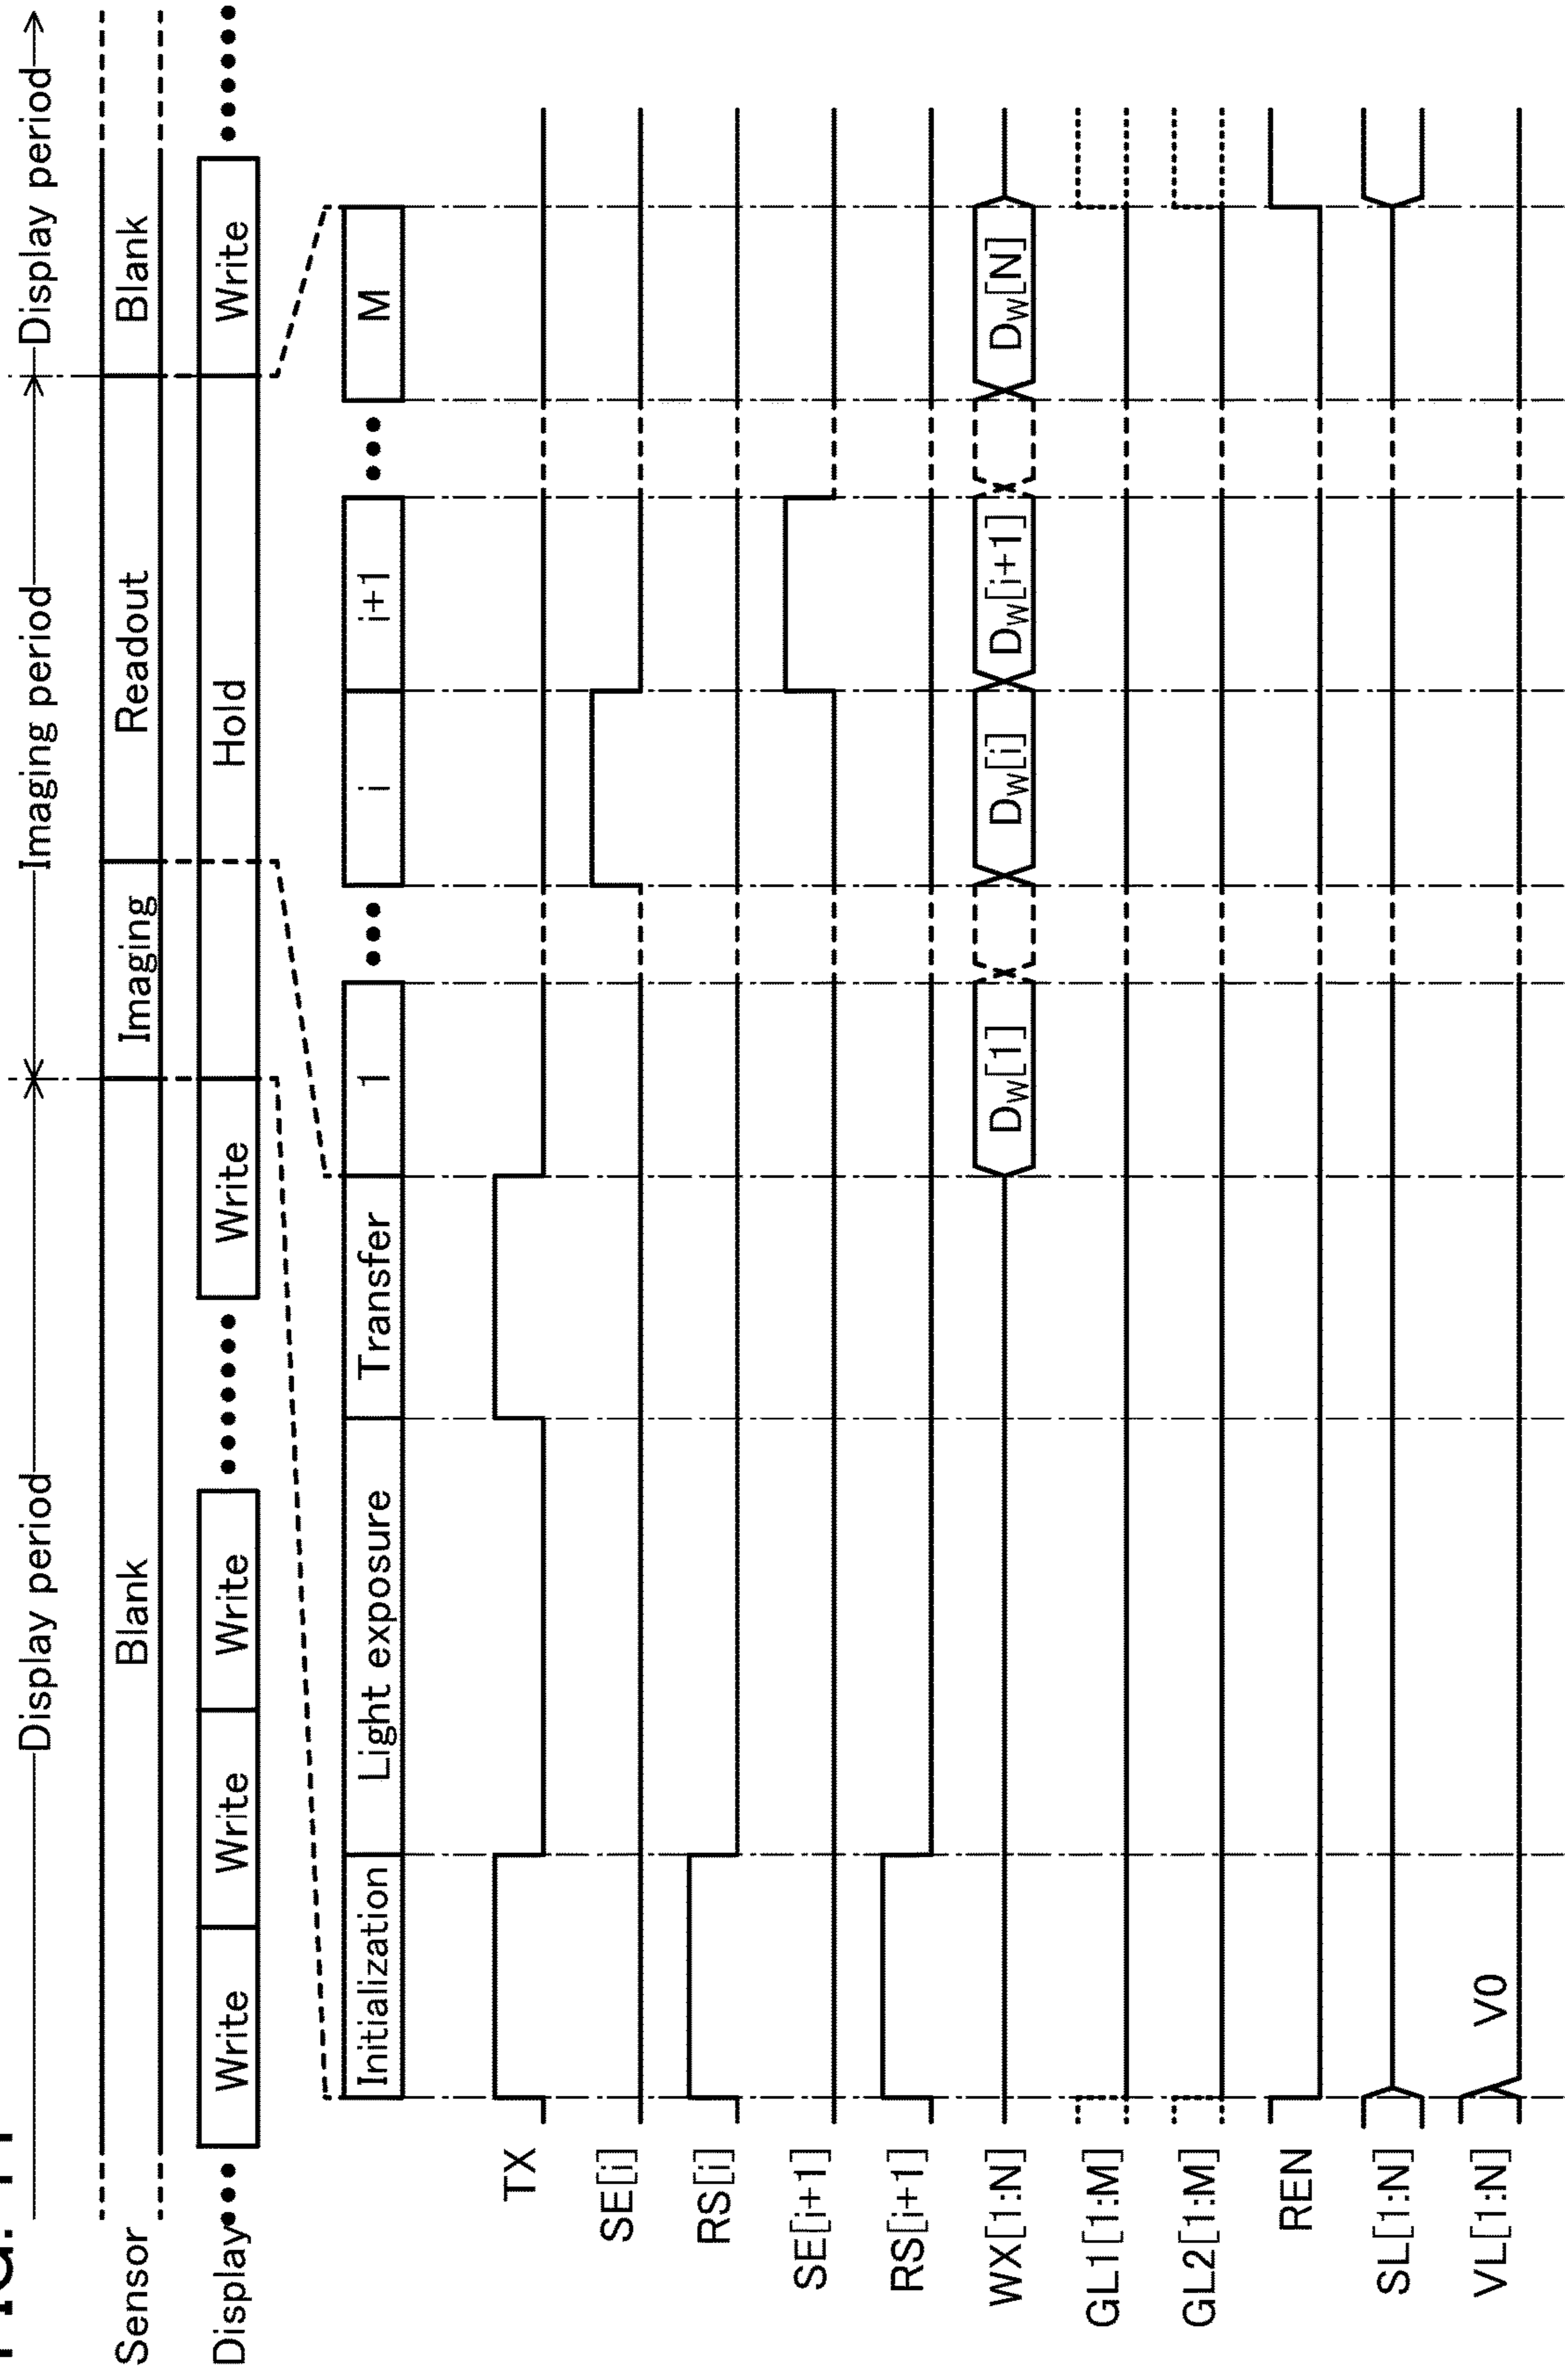 Display period Imaging period Display period
Sensor Blank Imaging Readout Blank
Display Write Write Write Write Hold Write
Initialization Light exposure Transfer 1 i i+1 M
TX
SE[i]
RS[i]
SE[i+1]
RS[i+1]
WX[1:N] DW[1] DW[i] DW[i+1] DW[N]
GL1[1:M]
GL2[1:M]
REN
SL[1:N]
VL[1:N] V0